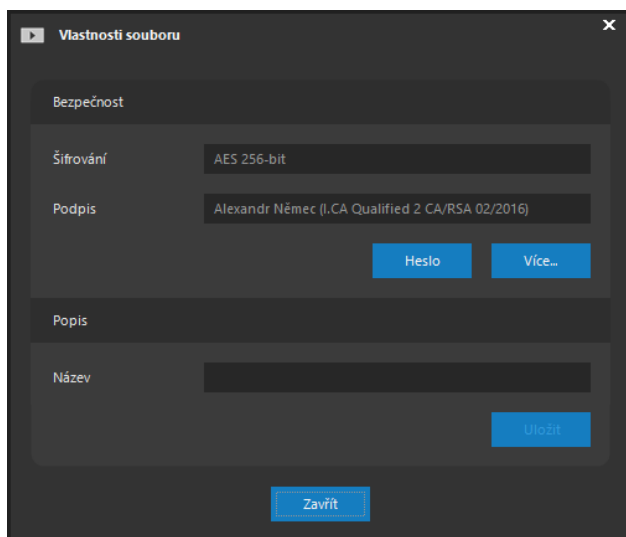 Vlastnosti souboru
Bezpečnost
Šifrování AES 256-bit
Podpis Alexandr Němec (I.CA Qualified 2 CA/RSA 02/2016)
Heslo Více...
Popis
Název
Uložit
Zavřít